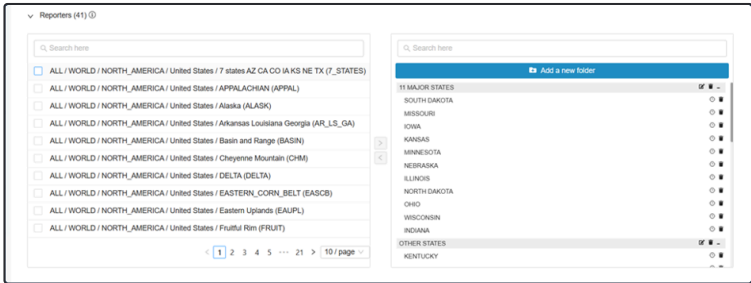 Reporters (41)
Search here
ALL / WORLD / NORTH_AMERICA / United States / 7 states AZ CA CO IA KS NE TX (7_STATES)
ALL / WORLD / NORTH_AMERICA / United States / APPALACHIAN (APPAL)
ALL / WORLD / NORTH_AMERICA / United States / Alaska (ALASK)
ALL / WORLD / NORTH_AMERICA / United States / Arkansas Louisiana Georgia (AR_LS_GA)
ALL / WORLD / NORTH_AMERICA / United States / Basin and Range (BASIN)
ALL / WORLD / NORTH_AMERICA / United States / Cheyenne Mountain (CHM)
ALL / WORLD / NORTH_AMERICA / United States / DELTA (DELTA)
ALL / WORLD / NORTH_AMERICA / United States / EASTERN_CORN_BELT (EASCB)
ALL / WORLD / NORTH_AMERICA / United States / Eastern Uplands (EAUPL)
ALL / WORLD / NORTH_AMERICA / United States / Fruitful Rim (FRUIT)
< 1 2 3 4 5 ··· 21 > 10 / page
>
<
Search here
Add a new folder
11 MAJOR STATES
SOUTH DAKOTA
MISSOURI
IOWA
KANSAS
MINNESOTA
NEBRASKA
ILLINOIS
NORTH DAKOTA
OHIO
WISCONSIN
INDIANA
OTHER STATES
KENTUCKY